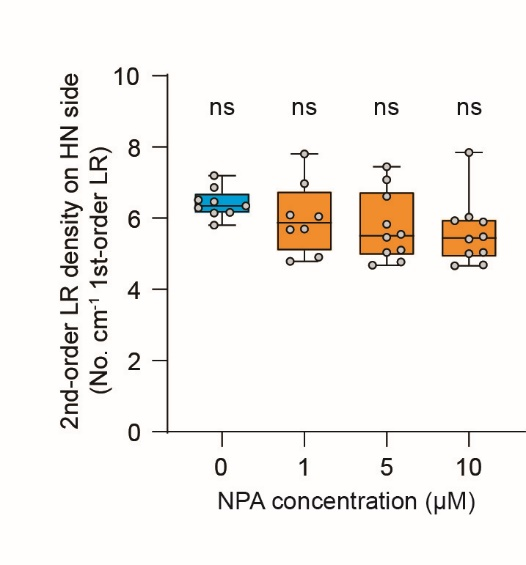 2nd-order LR density on HN side
(No. cm⁻¹ 1st-order LR)
10
8
6
4
2
0
ns ns ns ns
0 1 5 10
NPA concentration (µM)